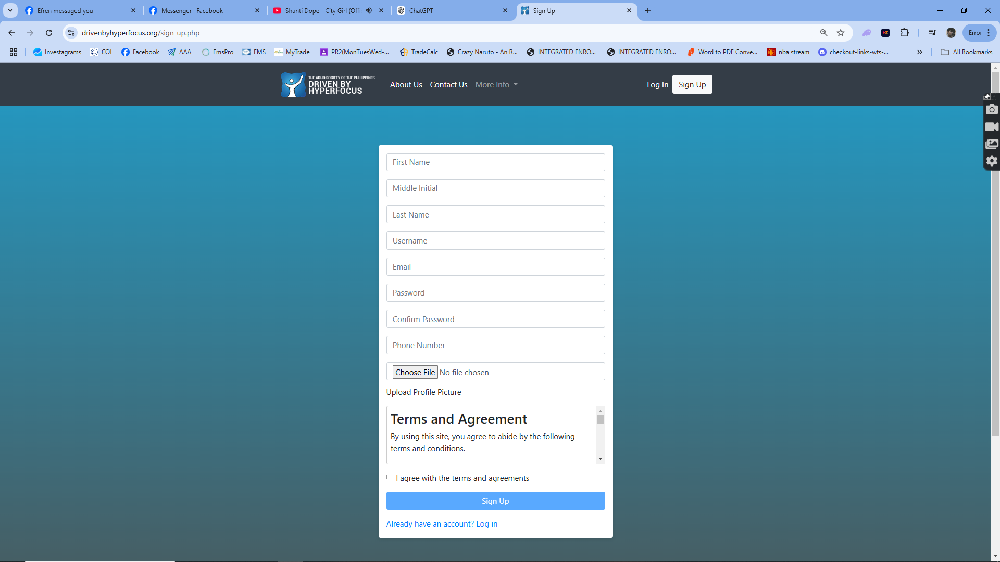 Efren messaged you
Messenger | Facebook
Shanti Dope - City Girl (Offi
ChatGPT
Sign Up
drivenbyhyperfocus.org/sign_up.php
Error
Investagrams
COL
Facebook
AAA
FmsPro
FMS
MyTrade
PR2(MonTuesWed-...
TradeCalc
Crazy Naruto - An R...
INTEGRATED ENRO...
INTEGRATED ENRO...
Word to PDF Conve...
nba stream
checkout-links-wts-...
All Bookmarks
THE ADHD SOCIETY OF THE PHILIPPINES
DRIVEN BY
HYPERFOCUS
About Us
Contact Us
More Info
Log In
Sign Up
First Name
Middle Initial
Last Name
Username
Email
Password
Confirm Password
Phone Number
Choose File No file chosen
Upload Profile Picture
Terms and Agreement
By using this site, you agree to abide by the following
terms and conditions.
I agree with the terms and agreements
Sign Up
Already have an account? Log in